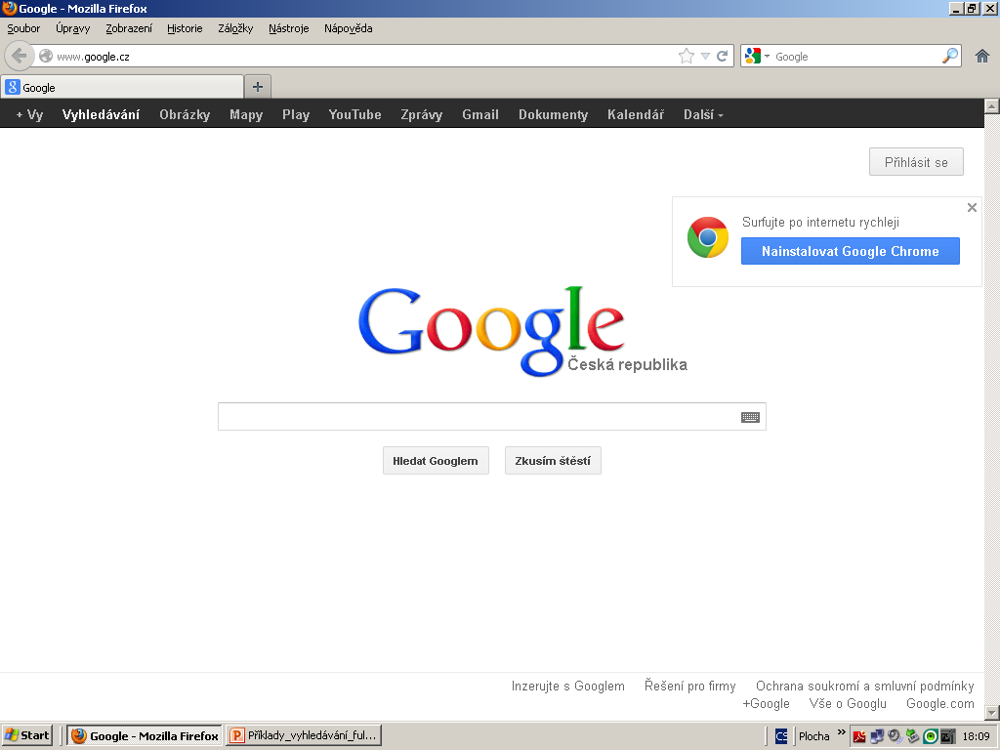 Google - Mozilla Firefox
Soubor Úpravy Zobrazení Historie Záložky Nástroje Nápověda
www.google.cz Google
Google
+ Vy Vyhledávání Obrázky Mapy Play YouTube Zprávy Gmail Dokumenty Kalendář Další
Přihlásit se
Surfujte po internetu rychleji
Nainstalovat Google Chrome
Google
Česká republika
Hledat Googlem Zkusím štěstí
Inzerujte s Googlem Řešení pro firmy Ochrana soukromí a smluvní podmínky
+Google Vše o Googlu Google.com
Start Google - Mozilla Firefox Příklady_vyhledávání_ful... CS Plocha » 18:09